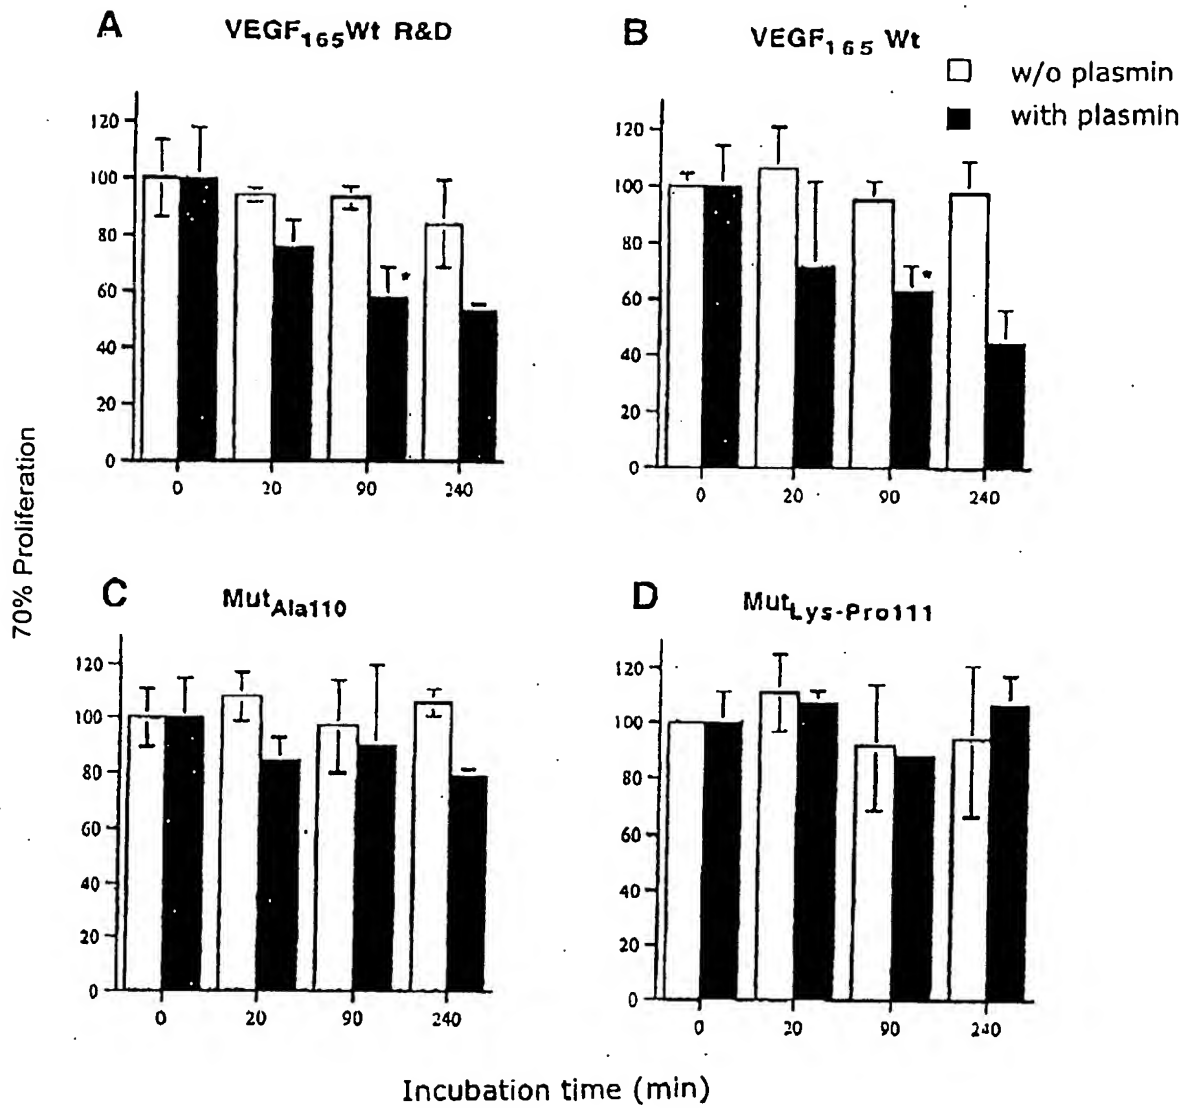 A
VEGF165Wt R&D
120
100
80
60
40
20
0
*
0 20 90 240
B
VEGF165 Wt
w/o plasmin
with plasmin
120
100
80
60
40
20
0
*
0 20 90 240
70% Proliferation
C
MutAla110
120
100
80
60
40
20
0
0 20 90 240
D
MutLys-Pro111
120
100
80
60
40
20
0
0 20 90 240
Incubation time (min)